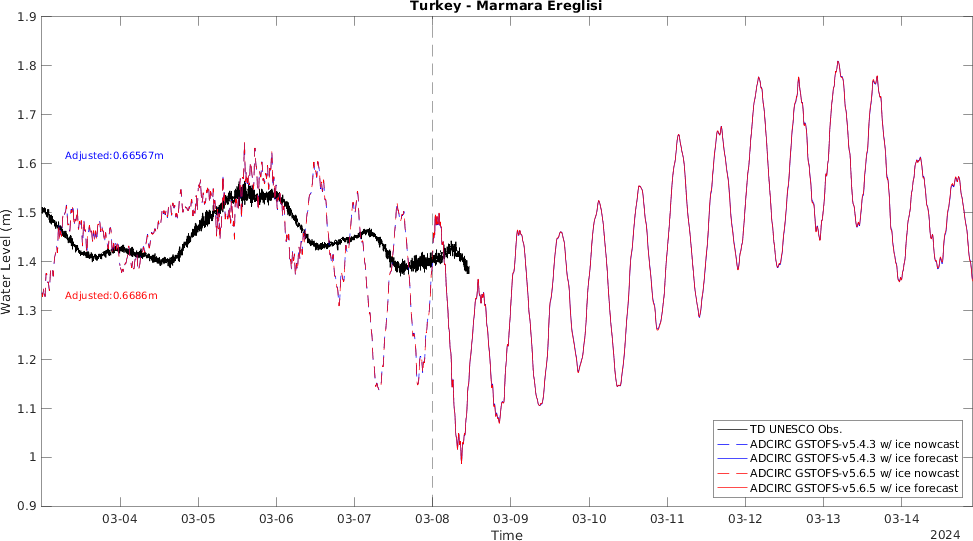 Turkey - Marmara Ereglisi
1.9
1.8
1.7
1.6
1.5
1.4
1.3
1.2
1.1
1
0.9
Water Level (m)
Adjusted:0.66567m
Adjusted:0.6686m
TD UNESCO Obs.
ADCIRC GSTOFS-v5.4.3 w/ ice nowcast
ADCIRC GSTOFS-v5.4.3 w/ ice forecast
ADCIRC GSTOFS-v5.6.5 w/ ice nowcast
ADCIRC GSTOFS-v5.6.5 w/ ice forecast
03-04 03-05 03-06 03-07 03-08 03-09 03-10 03-11 03-12 03-13 03-14
Time
2024